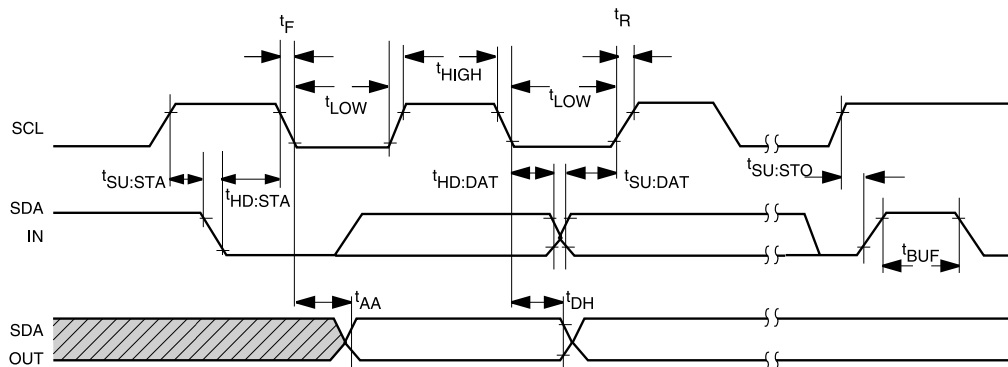 tF
tR
tHIGH
tLOW
tLOW
SCL
tSU:STA
tHD:STA
tHD:DAT
tSU:DAT
tSU:STO
SDA
IN
tBUF
tAA
tDH
SDA
OUT